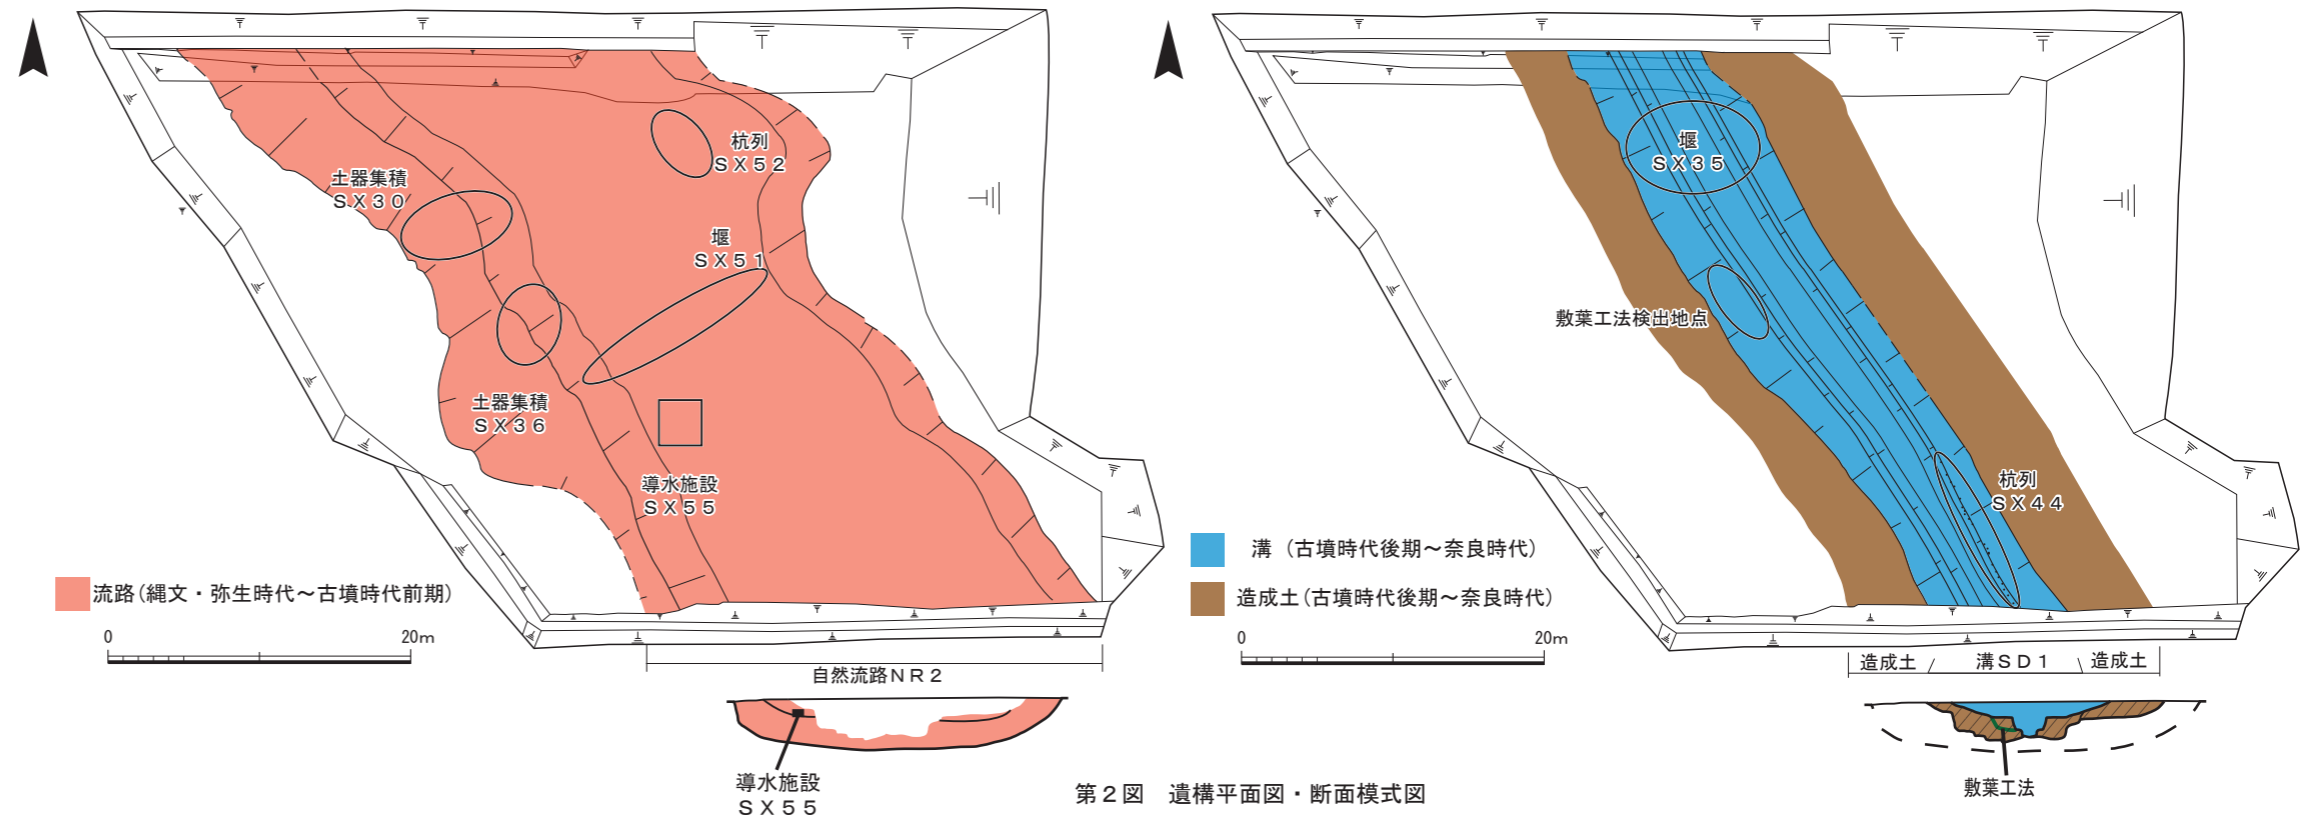 杭列
ＳＸ５２
土器集積
ＳＸ３０
堰
ＳＸ５１
土器集積
ＳＸ３６
導水施設
ＳＸ５５
流路(縄文・弥生時代～古墳時代前期)
0 20m
自然流路ＮＲ２
導水施設
ＳＸ５５
堰
ＳＸ３５
敷葉工法検出地点
杭列
ＳＸ４４
溝（古墳時代後期～奈良時代）
造成土(古墳時代後期～奈良時代)
0 20m
造成土 溝ＳＤ１ 造成土
敷葉工法
第２図　遺構平面図・断面模式図